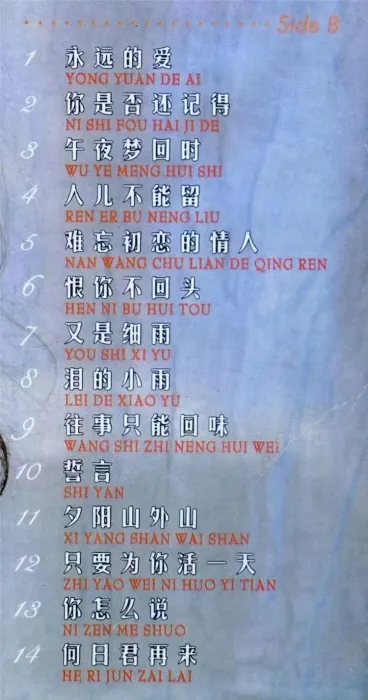 Side B
1 永远的爱
YONG YUAN DE AI
2 你是否还记得
NI SHI FOU HAI JI DE
3 午夜梦回时
WU YE MENG HUI SHI
4 人儿不能留
REN ER BU NENG LIU
5 难忘初恋的情人
NAN WANG CHU LIAN DE QING REN
6 恨你不回头
HEN NI BU HUI TOU
7 又是细雨
YOU SHI XI YU
8 泪的小雨
LEI DE XIAO YU
9 往事只能回味
WANG SHI ZHI NENG HUI WEI
10 誓言
SHI YAN
11 夕阳山外山
XI YANG SHAN WAI SHAN
12 只要为你活一天
ZHI YAO WEI NI HUO YI TIAN
13 你怎么说
NI ZEN ME SHUO
14 何日君再来
HE RI JUN ZAI LAI